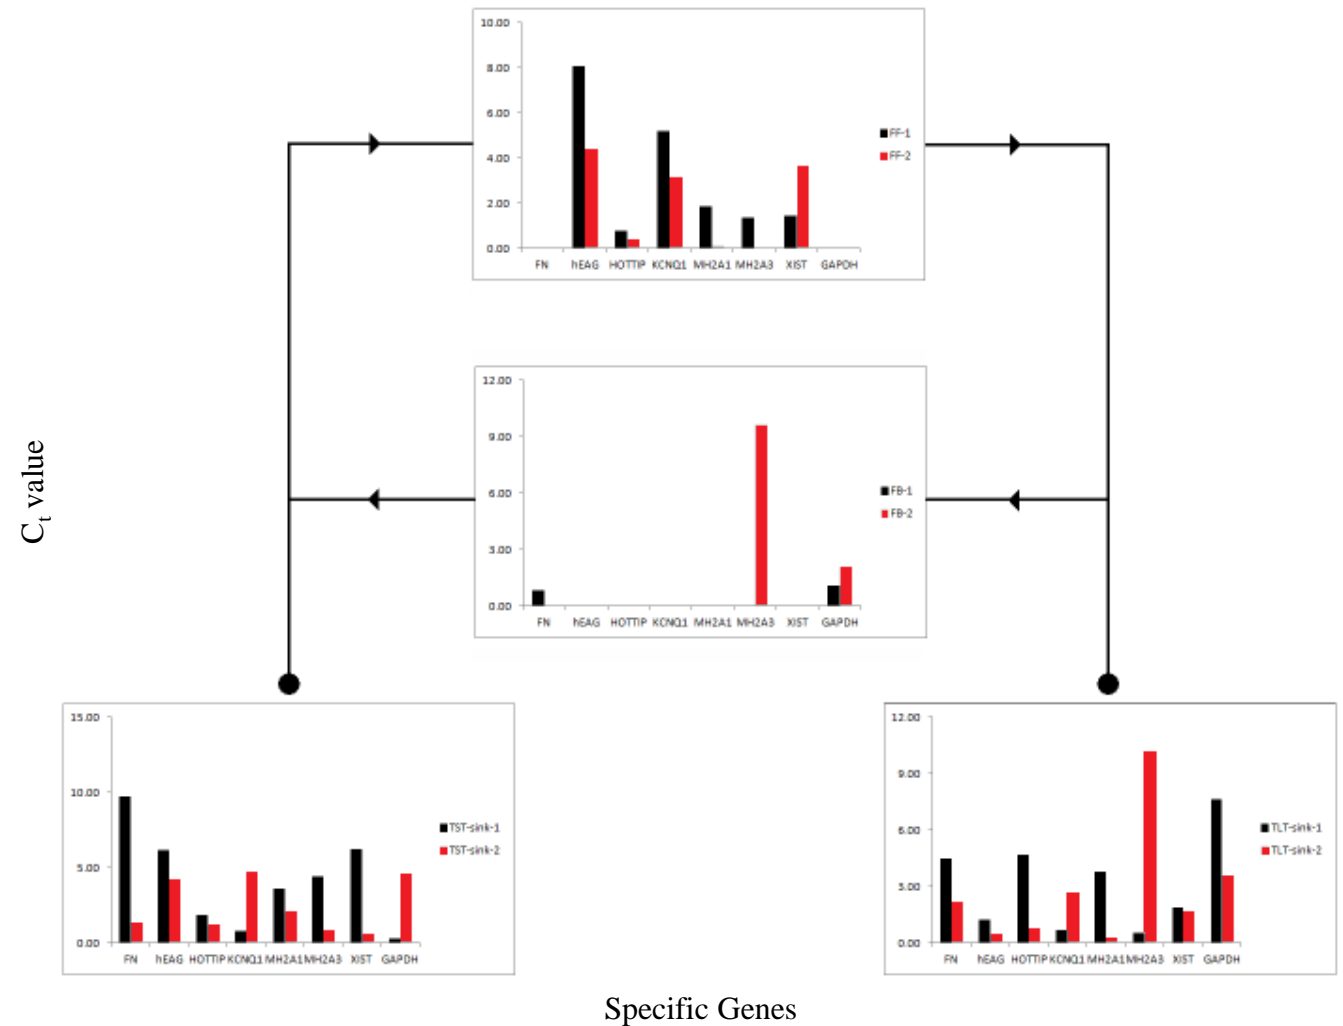 10.00
8.00
6.00
4.00
2.00
0.00
FN hEAG HOTTIP KCNQ1 MH2A1 MH2A3 XIST GAPDH
FF-1
FF-2
12.00
9.00
6.00
3.00
0.00
FN hEAG HOTTIP KCNQ1 MH2A1 MH2A3 XIST GAPDH
FB-1
FB-2
Ct value
15.00
10.00
5.00
0.00
FN hEAG HOTTIP KCNQ1 MH2A1 MH2A3 XIST GAPDH
TST-sink-1
TST-sink-2
12.00
9.00
6.00
3.00
0.00
FN hEAG HOTTIP KCNQ1 MH2A1 MH2A3 XIST GAPDH
TLT-sink-1
TLT-sink-2
Specific Genes